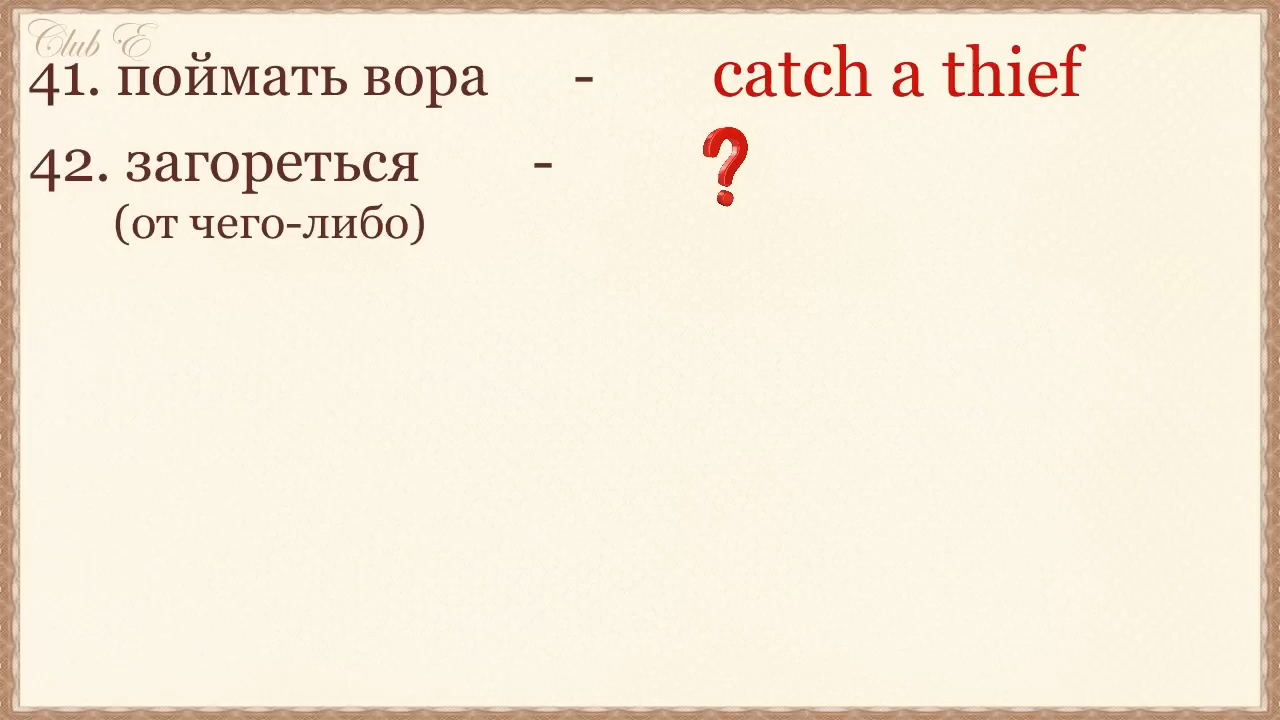 Club E
41. поймать вора - catch a thief
42. загореться - ?
(от чего-либо)